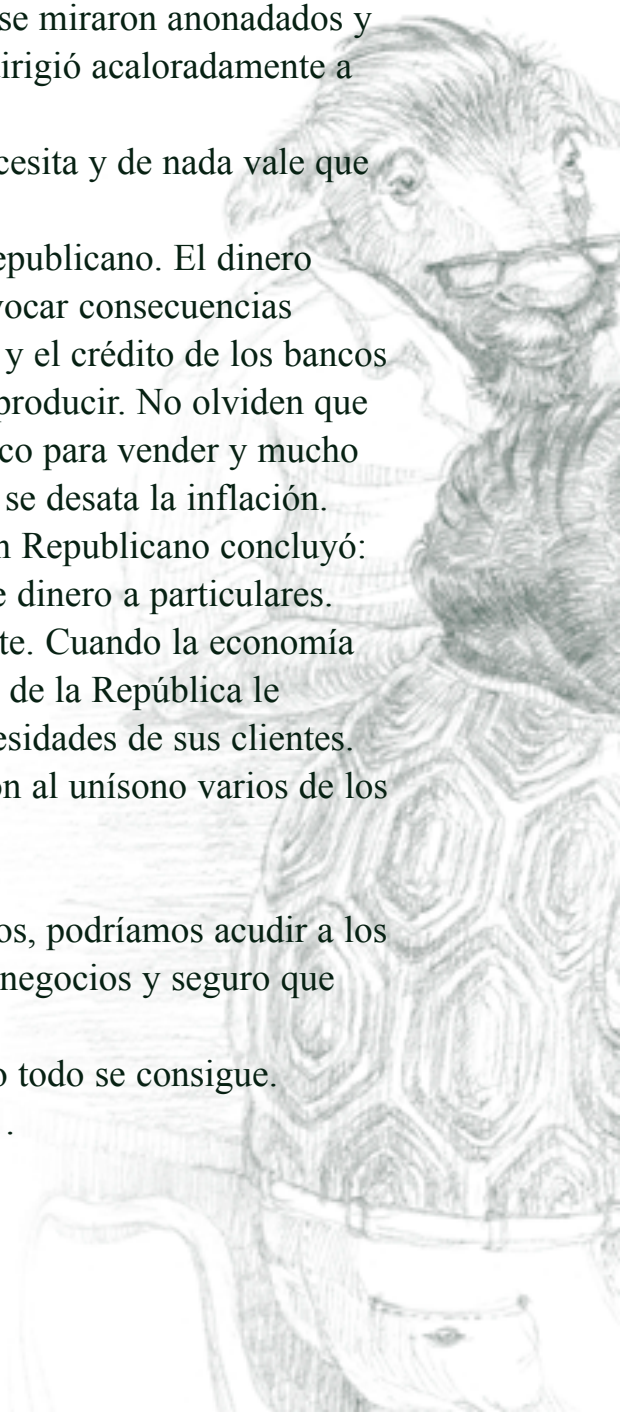 se miraron anonadados y
irigió acaloradamente a
cesita y de nada vale que
epublicano. El dinero
vocar consecuencias
y el crédito de los bancos
producir. No olviden que
co para vender y mucho
se desata la inflación.
n Republicano concluyó:
e dinero a particulares.
te. Cuando la economía
de la República le
esidades de sus clientes.
on al unísono varios de los
os, podríamos acudir a los
negocios y seguro que
o todo se consigue.
.